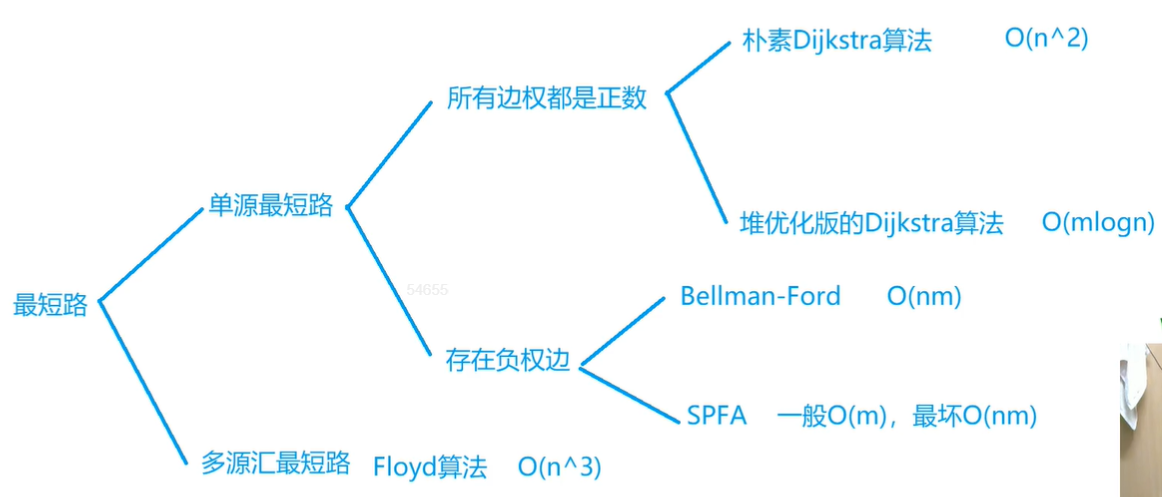 朴素Dijkstra算法 O(n^2)
所有边权都是正数
单源最短路
堆优化版的Dijkstra算法 O(mlogn)
54655
最短路
Bellman-Ford O(nm)
存在负权边
SPFA 一般O(m)，最坏O(nm)
多源汇最短路 Floyd算法 O(n^3)